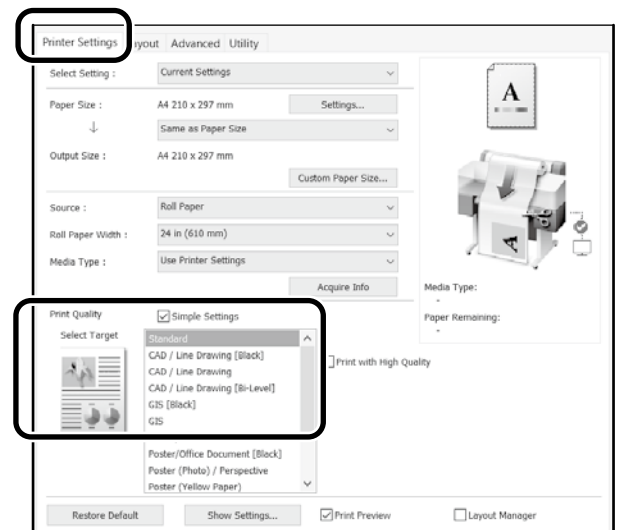 Printer Settings yout Advanced Utility
Select Setting : Current Settings
Paper Size : A4 210 x 297 mm Settings...
Same as Paper Size
Output Size : A4 210 x 297 mm
Custom Paper Size...
Source : Roll Paper
Roll Paper Width : 24 in (610 mm)
Media Type : Use Printer Settings
Acquire Info
A
A
Media Type:
-
Paper Remaining:
-
Print Quality Simple Settings
Select Target
Standard
CAD / Line Drawing [Black]
CAD / Line Drawing
CAD / Line Drawing [Bi-Level]
GIS [Black]
GIS
Print with High Quality
Poster/Office Document [Black]
Poster (Photo) / Perspective
Poster (Yellow Paper)
Restore Default Show Settings... Print Preview Layout Manager